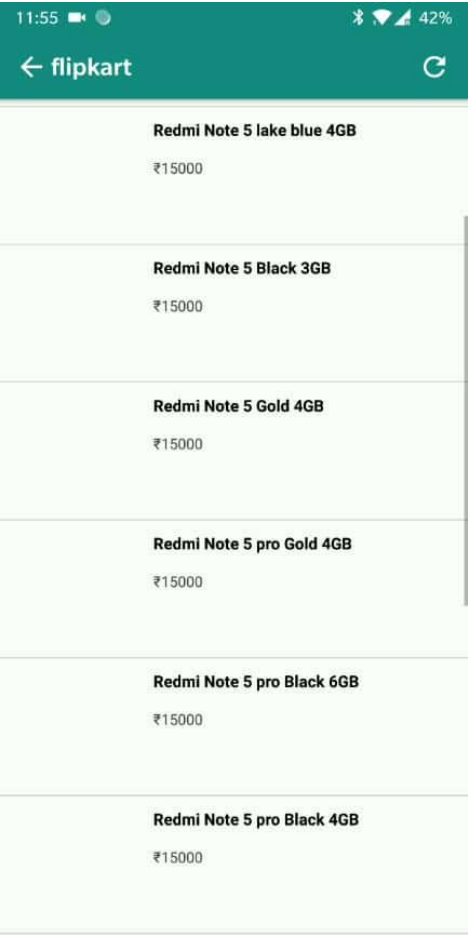 11:55 42%
flipkart
Redmi Note 5 lake blue 4GB
₹15000
Redmi Note 5 Black 3GB
₹15000
Redmi Note 5 Gold 4GB
₹15000
Redmi Note 5 pro Gold 4GB
₹15000
Redmi Note 5 pro Black 6GB
₹15000
Redmi Note 5 pro Black 4GB
₹15000